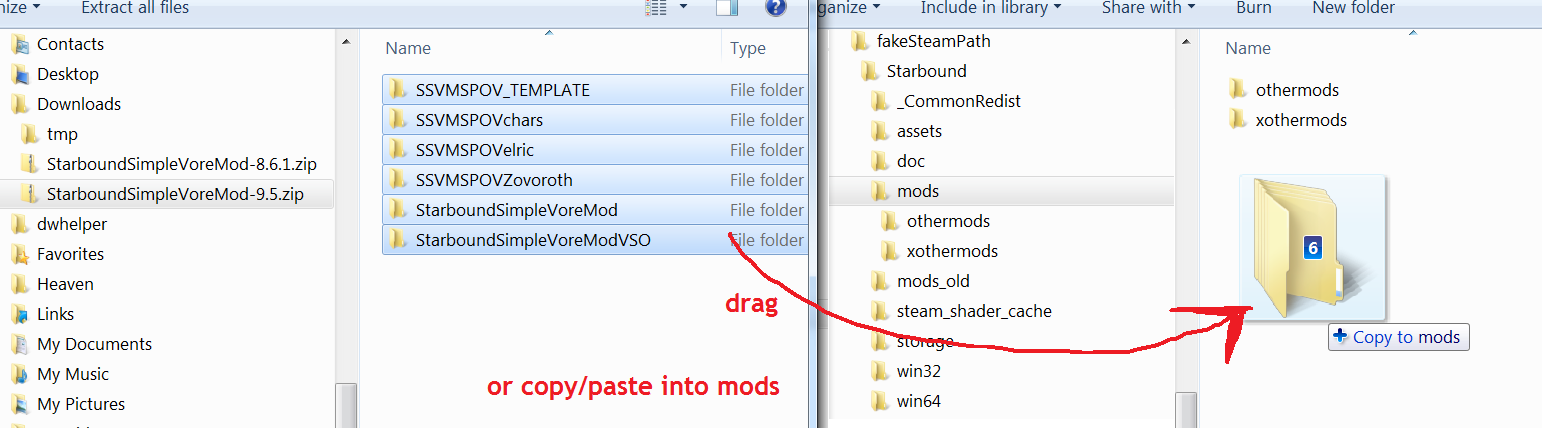 nize
Extract all files
Contacts
Desktop
Downloads
tmp
StarboundSimpleVoreMod-8.6.1.zip
StarboundSimpleVoreMod-9.5.zip
dwhelper
Favorites
Heaven
Links
My Documents
My Music
My Pictures
Name Type
SSVMSPOV_TEMPLATE File folder
SSVMSPOVchars File folder
SSVMSPOVelric File folder
SSVMSPOVZovoroth File folder
StarboundSimpleVoreMod File folder
StarboundSimpleVoreModVSO File folder
drag
or copy/paste into mods
ganize Include in library Share with Burn New folder
fakeSteamPath
Starbound
_CommonRedist
assets
doc
mods
othermods
xothermods
mods_old
steam_shader_cache
storage
win32
win64
Name
othermods
xothermods
6
Copy to mods